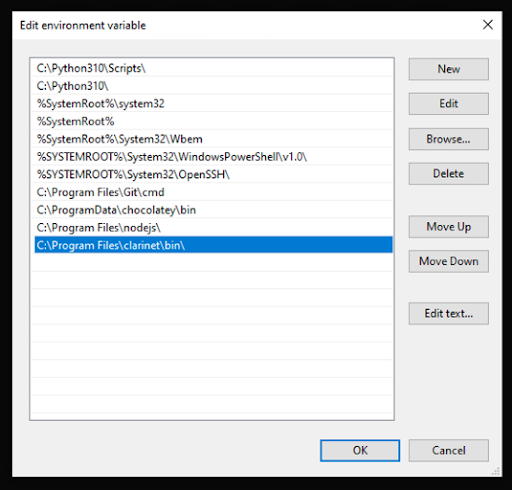 Edit environment variable
C:\Python310\Scripts\
C:\Python310\
%SystemRoot%\system32
%SystemRoot%
%SystemRoot%\System32\Wbem
%SYSTEMROOT%\System32\WindowsPowerShell\v1.0\
%SYSTEMROOT%\System32\OpenSSH\
C:\Program Files\Git\cmd
C:\ProgramData\chocolatey\bin
C:\Program Files\nodejs\
C:\Program Files\clarinet\bin\
New
Edit
Browse...
Delete
Move Up
Move Down
Edit text...
OK
Cancel